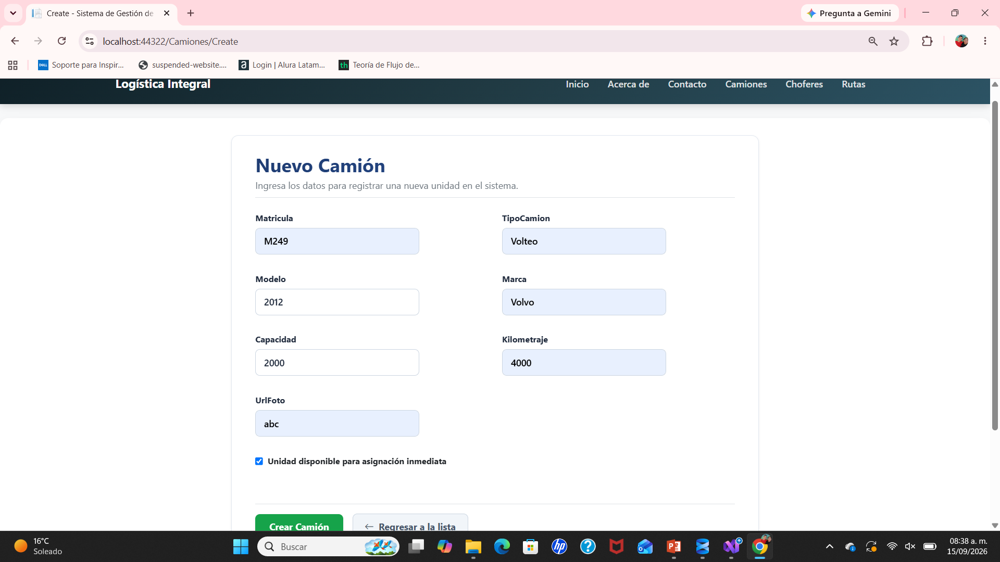 Create - Sistema de Gestión de
Pregunta a Gemini
localhost:44322/Camiones/Create
DELL Soporte para Inspir...
suspended-website....
a Login | Alura Latam...
th Teoría de Flujo de...
Logística Integral
Inicio
Acerca de
Contacto
Camiones
Choferes
Rutas
Nuevo Camión
Ingresa los datos para registrar una nueva unidad en el sistema.
Matricula
M249
TipoCamion
Volteo
Modelo
2012
Marca
Volvo
Capacidad
2000
Kilometraje
4000
UrlFoto
abc
Unidad disponible para asignación inmediata
Crear Camión
← Regresar a la lista
16°C
Soleado
Buscar
hp
08:38 a. m.
15/09/2026